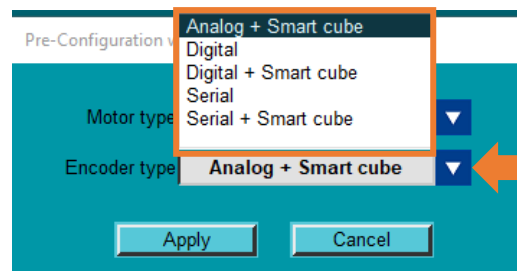 Pre-Configuration
Analog + Smart cube
Digital
Digital + Smart cube
Serial
Serial + Smart cube
Motor type
Encoder type
Analog + Smart cube
Apply
Cancel